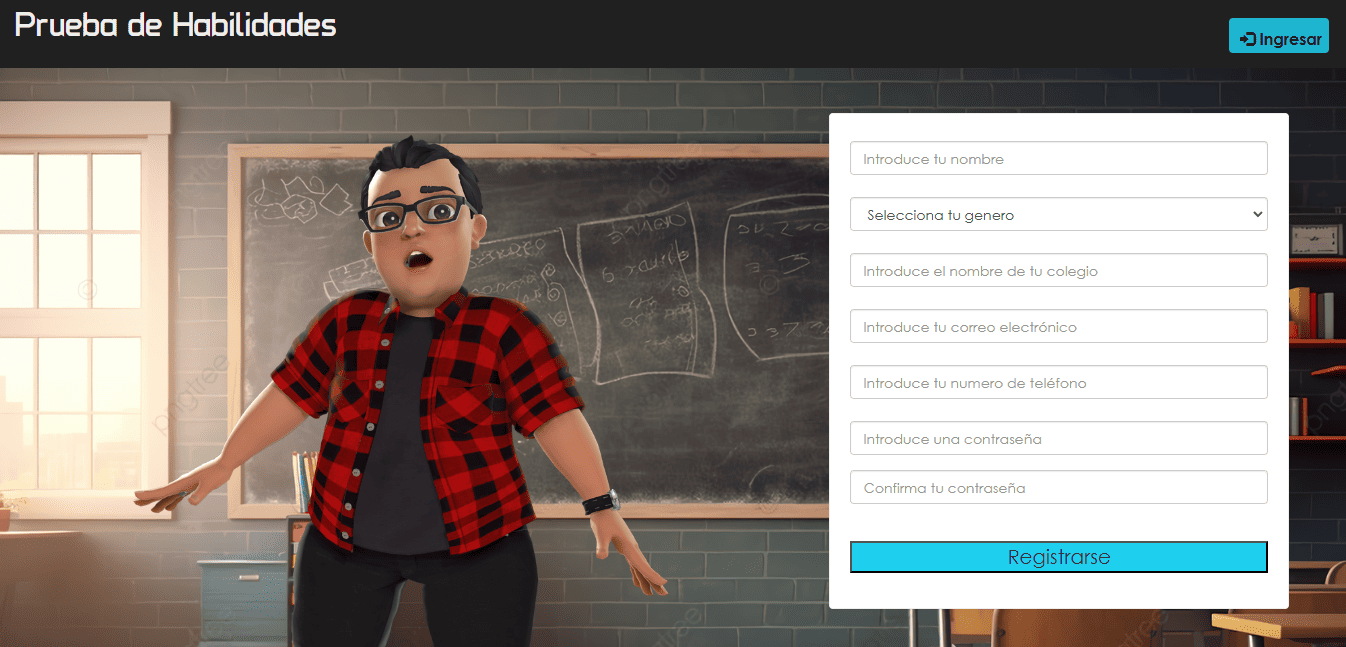 Prueba de Habilidades
Ingresar
Introduce tu nombre
Selecciona tu genero
Introduce el nombre de tu colegio
Introduce tu correo electrónico
Introduce tu numero de teléfono
Introduce una contraseña
Confirma tu contraseña
Registrarse
pngtree